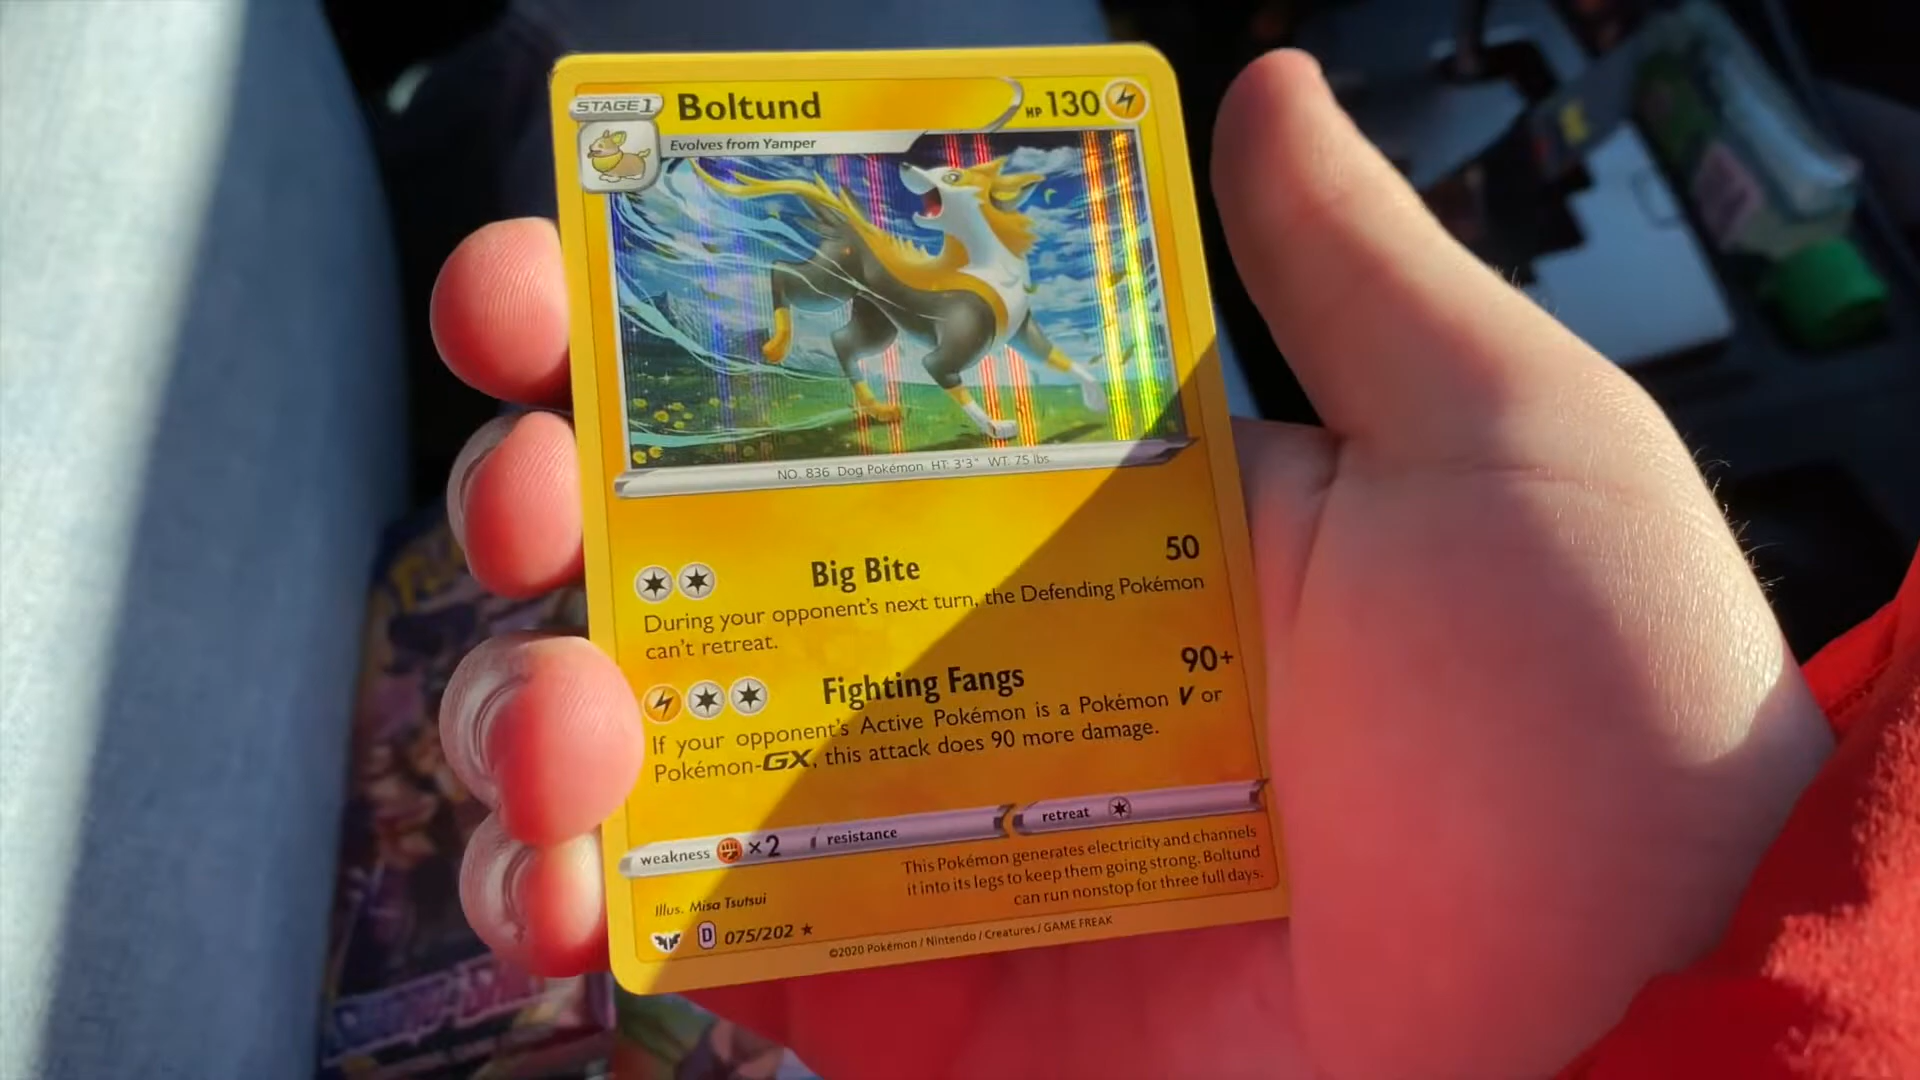 STAGE 1
Boltund
HP 130
Evolves from Yamper
NO. 836 Dog Pokémon HT: 3'3" WT: 75 lbs
Big Bite 50
During your opponent's next turn, the Defending Pokémon
can't retreat.
Fighting Fangs 90+
If your opponent's Active Pokémon is a Pokémon V or
Pokémon-GX, this attack does 90 more damage.
weakness ×2 resistance retreat
This Pokémon generates electricity and channels
it into its legs to keep them going strong. Boltund
can run nonstop for three full days.
Illus. Misa Tsutsui
D 075/202
©2020 Pokémon / Nintendo / Creatures / GAME FREAK